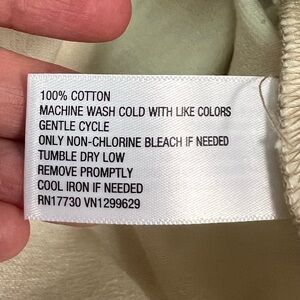 100% COTTON
MACHINE WASH COLD WITH LIKE COLORS
GENTLE CYCLE
ONLY NON-CHLORINE BLEACH IF NEEDED
TUMBLE DRY LOW
REMOVE PROMPTLY
COOL IRON IF NEEDED
RN17730 VN1299629